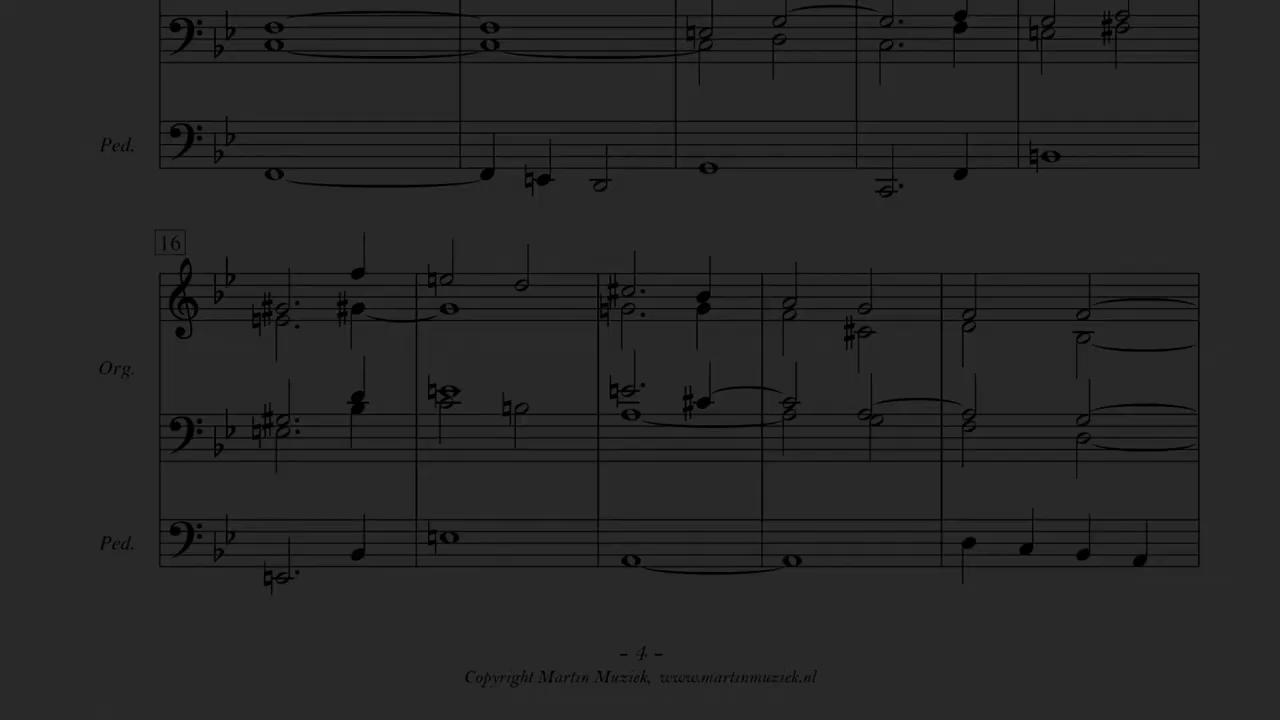 Ped.
16
Org.
Ped.
- 4 -
Copyright Martin Muziek, www.martinmuziek.nl